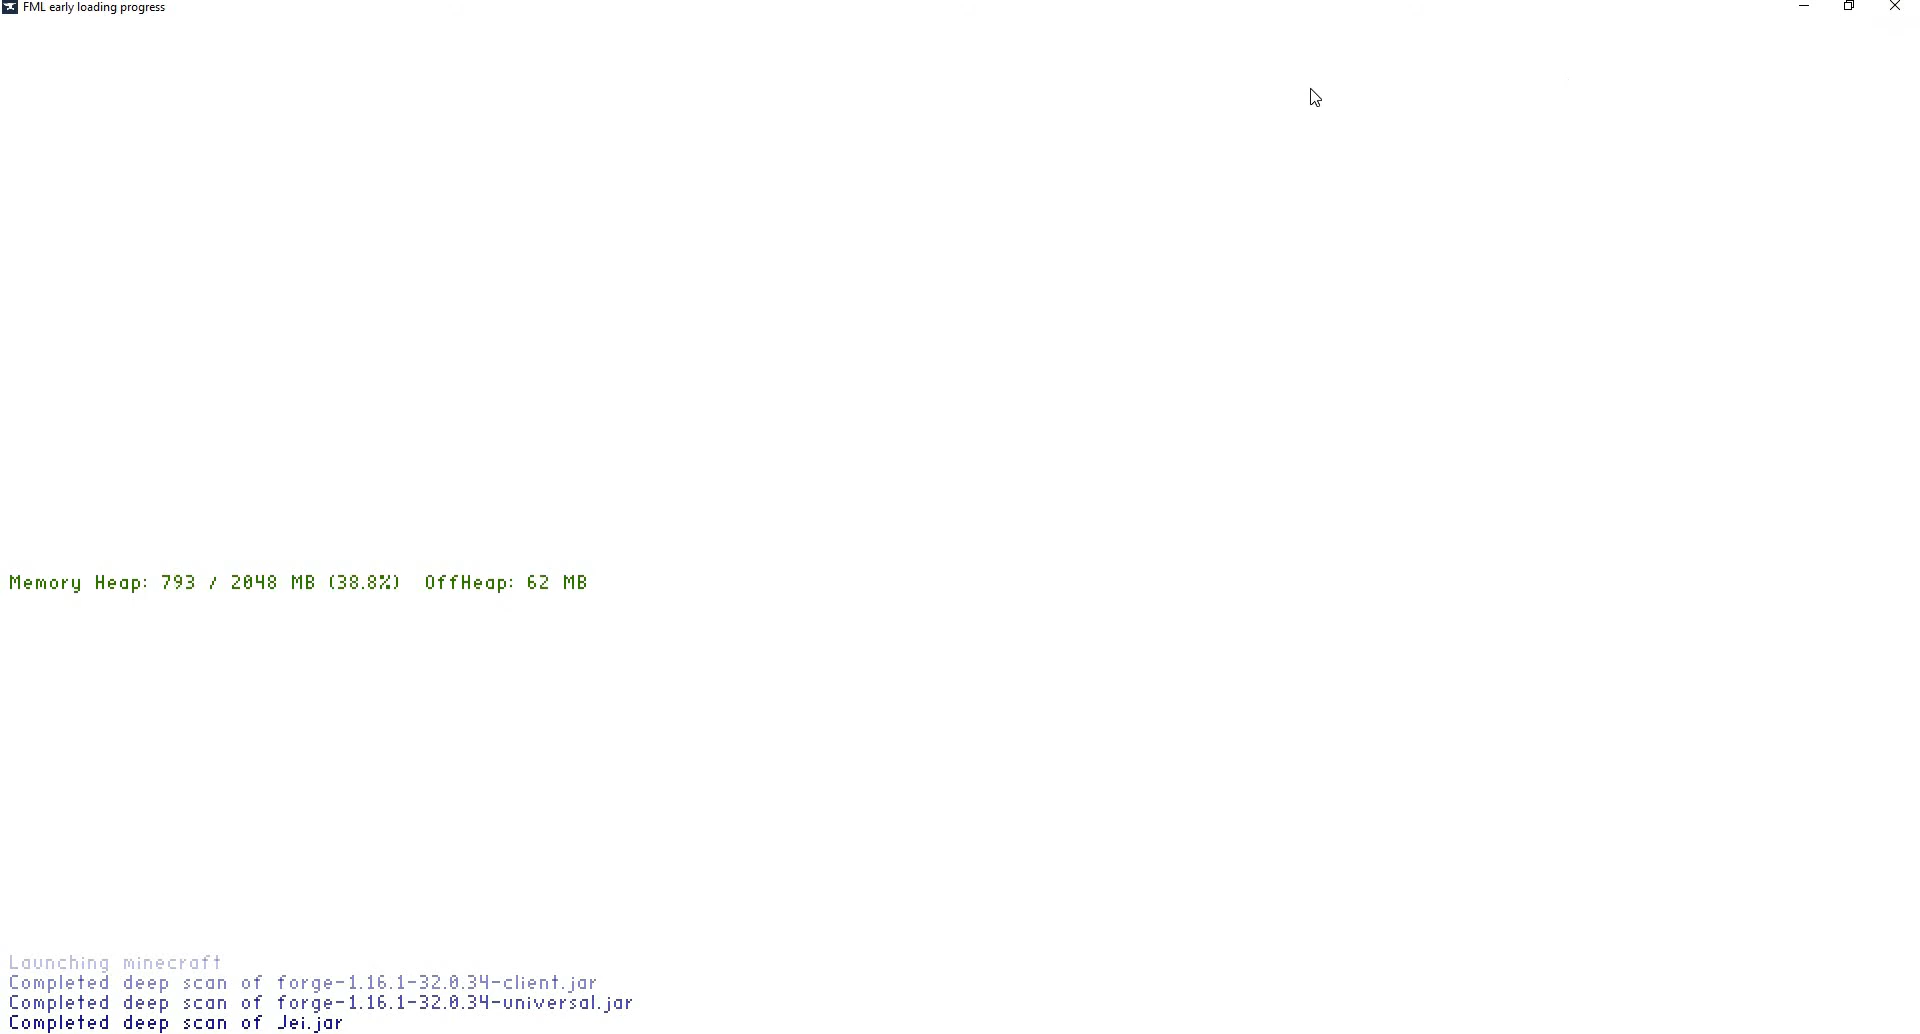 FML early loading progress
Memory Heap: 793 / 2048 MB (38.8%)  OffHeap: 62 MB
Launching minecraft
Completed deep scan of forge-1.16.1-32.0.34-client.jar
Completed deep scan of forge-1.16.1-32.0.34-universal.jar
Completed deep scan of Jei.jar